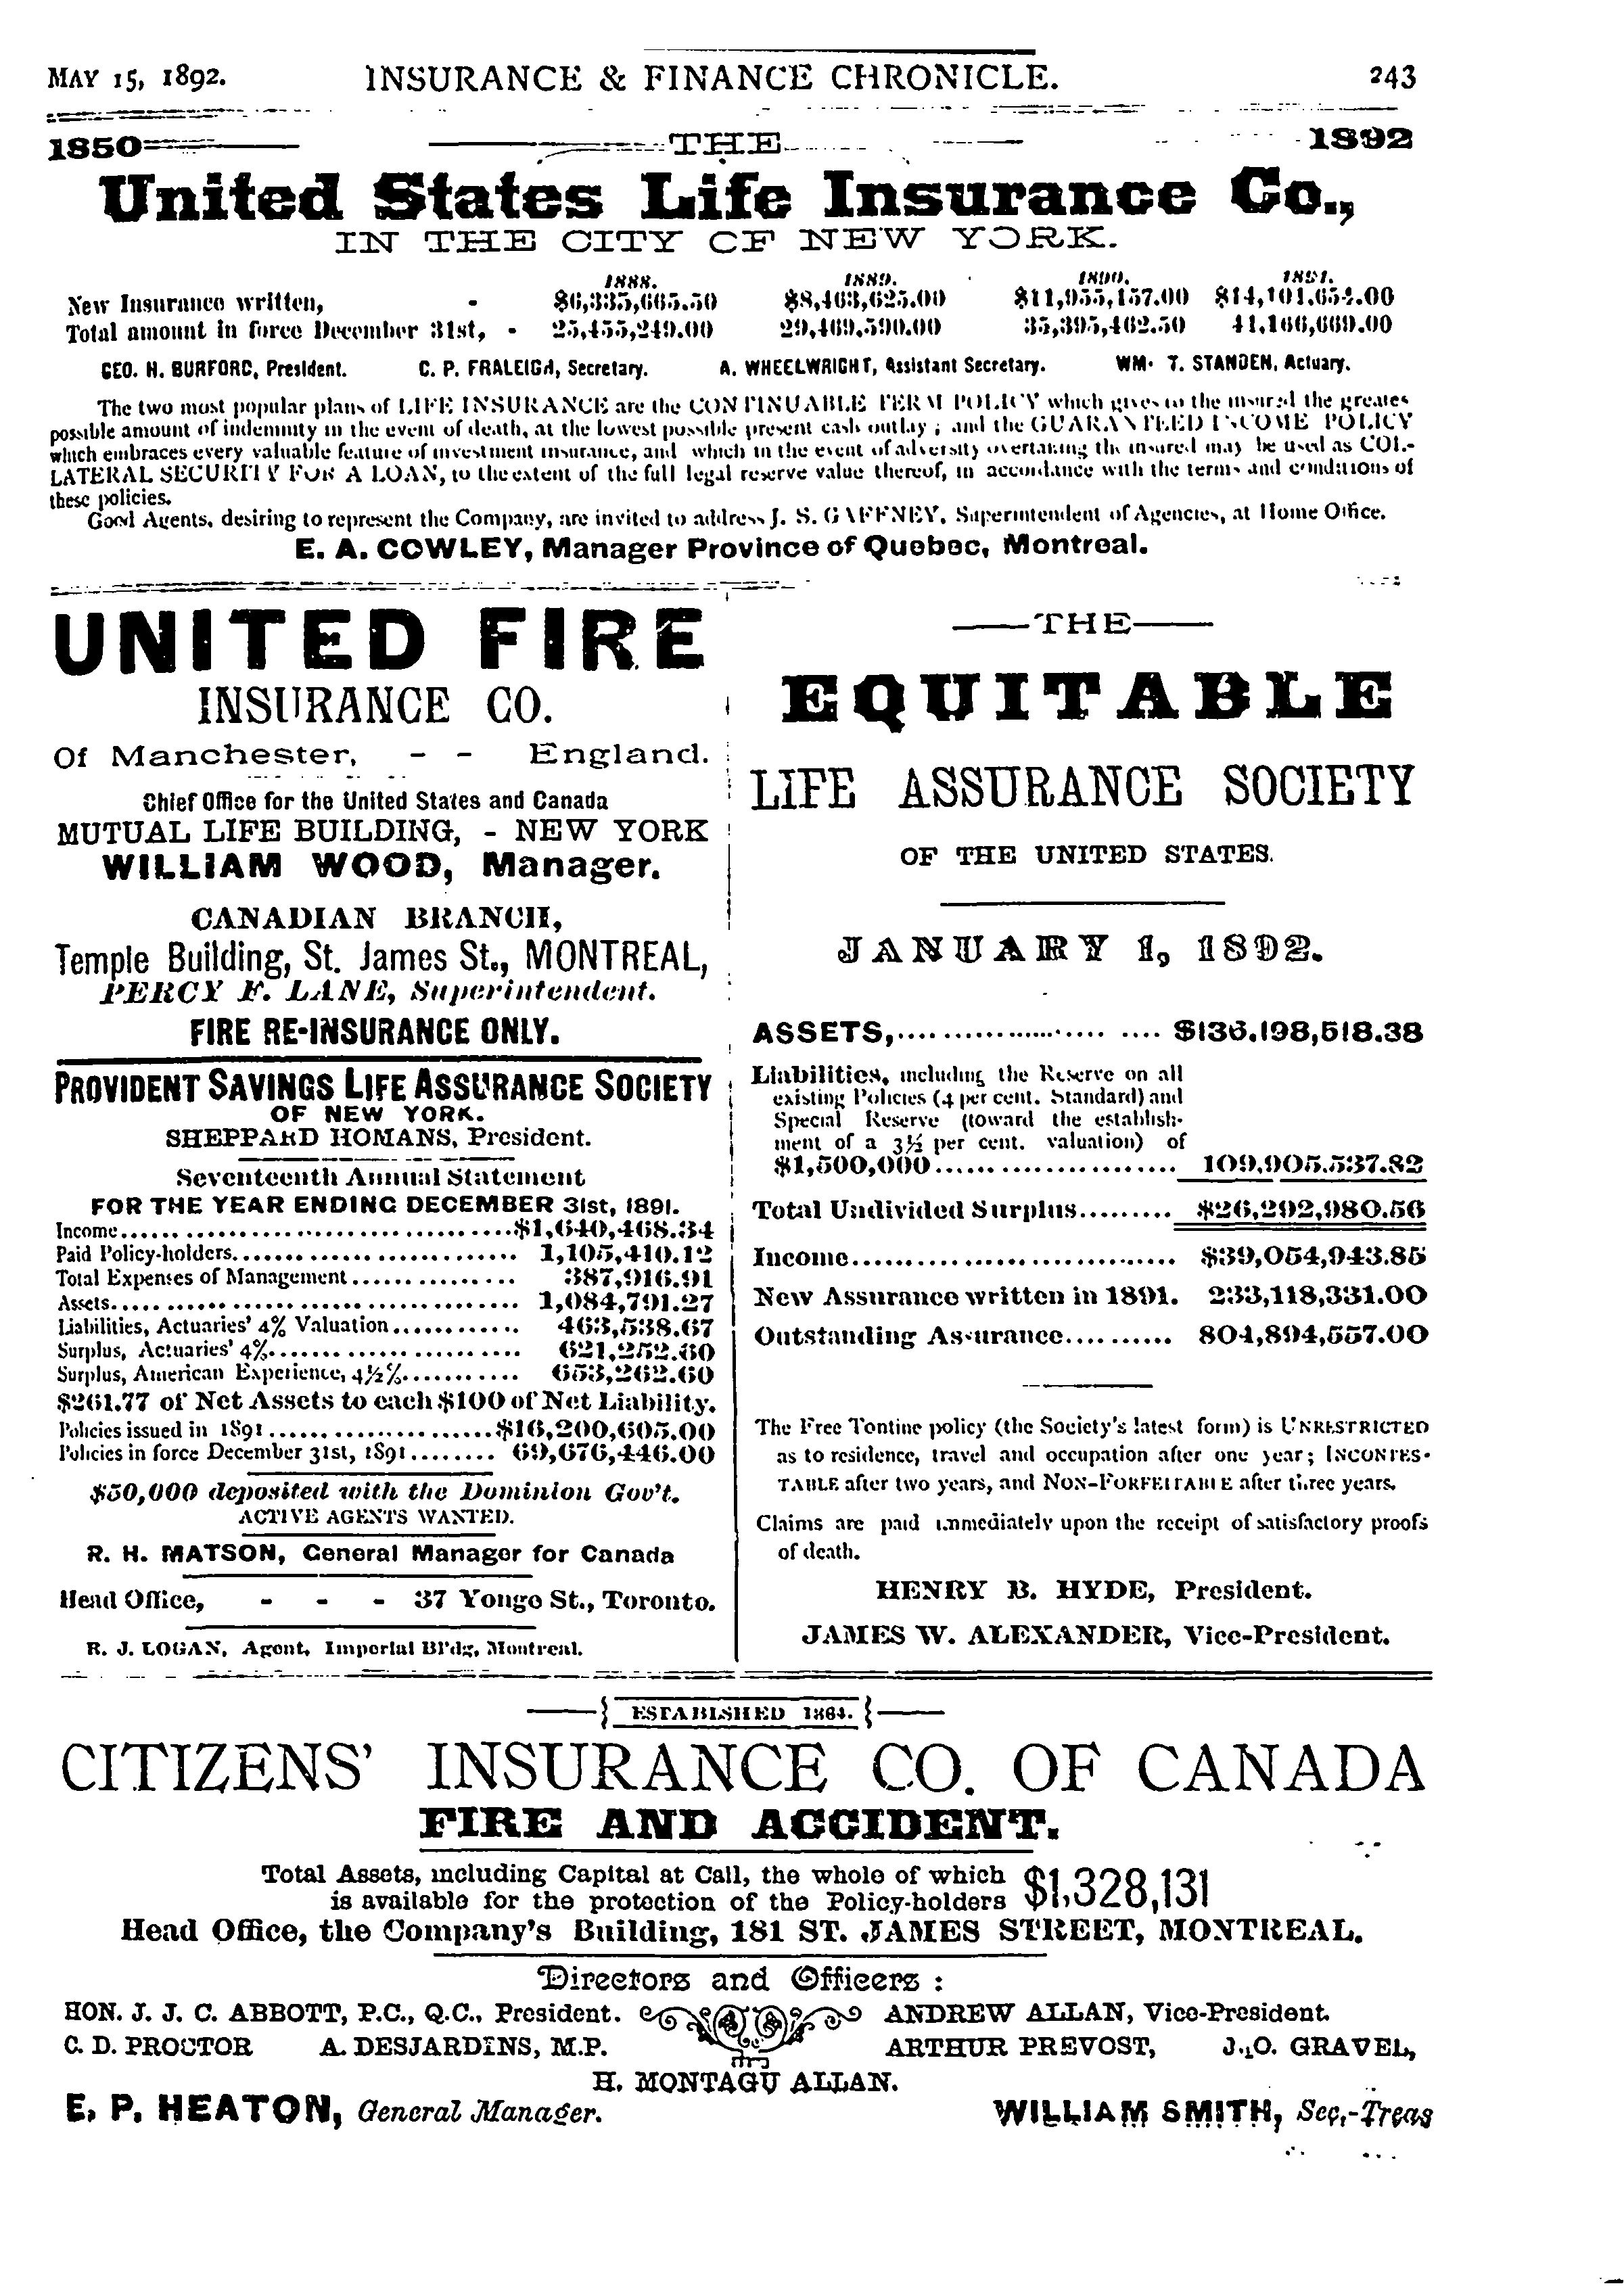 MAY 15, 1892. INSURANCE & FINANCE CHRONICLE. 243
1850 THE 1892
United States Life Insurance Co.,
IN THE CITY OF NEW YORK.
1888. 1889. 1890. 1891.
New Insurance written, - $6,335,665.50 $8,463,625.00 $11,955,157.00 $14,101,654.00
Total amount in force December 31st, - 25,455,249.00 29,469,590.00 35,395,462.50 41,166,669.00
GEO. H. BURFORD, President. C. P. FRALEIGH, Secretary. A. WHEELWRIGHT, Assistant Secretary. WM. T. STANDEN, Actuary.
The two most popular plans of LIFE INSURANCE are the CONTINUABLE TERM POLICY which gives to the insured the greates
possible amount of indemnity in the event of death, at the lowest possible present cash outlay; and the GUARANTEED INCOME POLICY
which embraces every valuable feature of investment insurance, and which in the event of adversity overtaking the insured may be used as COL-
LATERAL SECURITY FOR A LOAN, to the extent of the full legal reserve value thereof, in accordance with the terms and conditions of
these policies.
Good Agents, desiring to represent the Company, are invited to address J. S. GAFFNEY, Superintendent of Agencies, at Home Office.
E. A. COWLEY, Manager Province of Quebec, Montreal.
UNITED FIRE
INSURANCE CO.
Of Manchester, - - England.
Chief Office for the United States and Canada
MUTUAL LIFE BUILDING, - NEW YORK
WILLIAM WOOD, Manager.
CANADIAN BRANCH,
Temple Building, St. James St., MONTREAL,
PERCY F. LANE, Superintendent.
FIRE RE-INSURANCE ONLY.
PROVIDENT SAVINGS LIFE ASSURANCE SOCIETY
OF NEW YORK.
SHEPPARD HOMANS, President.
Seventeenth Annual Statement
FOR THE YEAR ENDING DECEMBER 31st, 1891.
Income.......... $1,640,468.34
Paid Policy-holders.......... 1,105,410.12
Total Expenses of Management.......... 387,916.91
Assets.......... 1,084,791.27
Liabilities, Actuaries' 4% Valuation.......... 463,538.67
Surplus, Actuaries' 4%.......... 621,252.60
Surplus, American Experience, 4½%.......... 653,262.60
$261.77 of Net Assets to each $100 of Net Liability.
Policies issued in 1891.......... $16,200,605.00
Policies in force December 31st, 1891.......... 69,676,446.00
$50,000 deposited with the Dominion Gov't.
ACTIVE AGENTS WANTED.
R. H. MATSON, General Manager for Canada
Head Office, - - - 37 Yonge St., Toronto.
R. J. LOGAN, Agent, Imperial Bl'dg, Montreal.
THE
EQUITABLE
LIFE ASSURANCE SOCIETY
OF THE UNITED STATES.
JANUARY 1, 1892.
ASSETS,.......... $136,198,518.38
Liabilities, including the Reserve on all
existing Policies (4 per cent. Standard) and
Special Reserve (toward the establish-
ment of a 3½ per cent. valuation) of
$1,500,000.......... 109,905,537.82
Total Undivided Surplus.......... $26,292,980.56
Income.......... $39,054,943.85
New Assurance written in 1891. 233,118,331.00
Outstanding Assurance.......... 804,894,557.00
The Free Tontine policy (the Society's latest form) is UNRESTRICTED
as to residence, travel and occupation after one year; INCONTES-
TABLE after two years, and NON-FORFEITABLE after three years.
Claims are paid immediately upon the receipt of satisfactory proofs
of death.
HENRY B. HYDE, President.
JAMES W. ALEXANDER, Vice-President.
ESTABLISHED 1864.
CITIZENS' INSURANCE CO. OF CANADA
FIRE AND ACCIDENT.
Total Assets, including Capital at Call, the whole of which
is available for the protection of the Policy-holders $1,328,131
Head Office, the Company's Building, 181 ST. JAMES STREET, MONTREAL.
Directors and Officers:
HON. J. J. C. ABBOTT, P.C., Q.C., President. ANDREW ALLAN, Vice-President.
C. D. PROCTOR A. DESJARDINS, M.P. ARTHUR PREVOST, J. O. GRAVEL,
H. MONTAGU ALLAN.
E. P. HEATON, General Manager. WILLIAM SMITH, Sec.-Treas